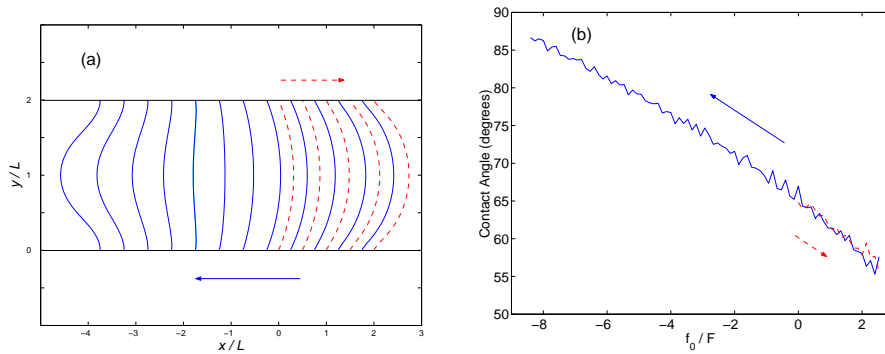 (a)
y / L
2
1
0
−4 −3 −2 −1 0 1 2 3
x / L
(b)
Contact Angle (degrees)
90
85
80
75
70
65
60
55
50
−8 −6 −4 −2 0 2
f0 / F